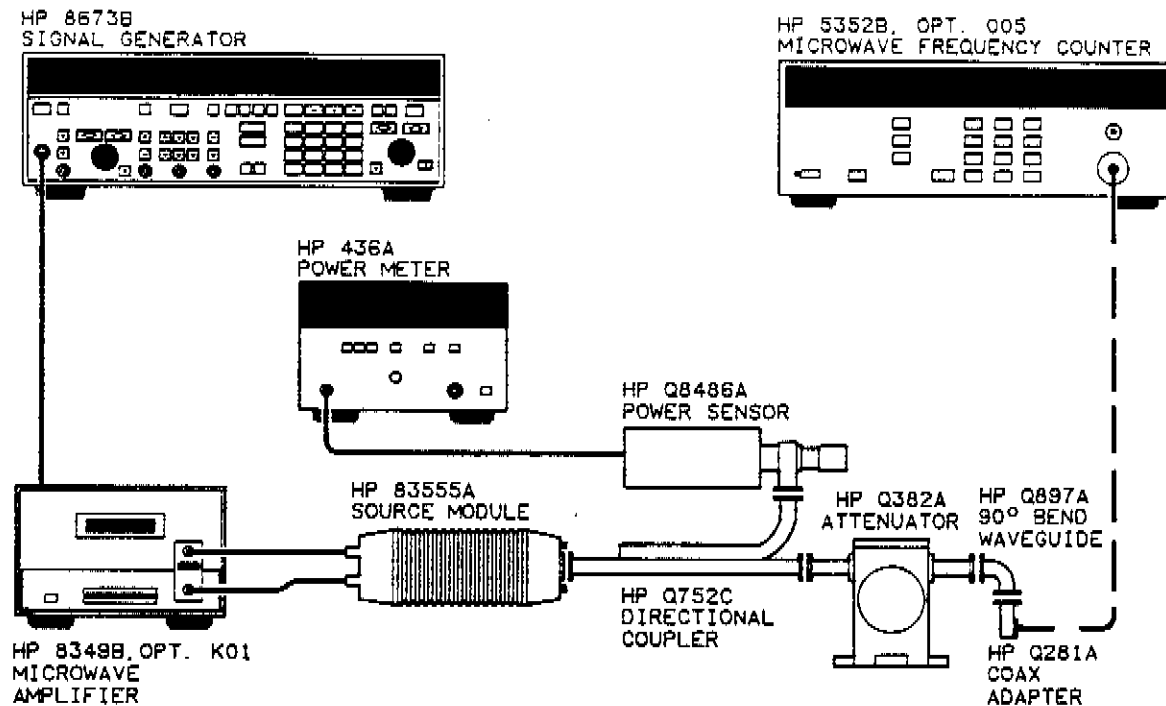 HP 8673B
SIGNAL GENERATOR
HP 5352B, OPT. 005
MICROWAVE FREQUENCY COUNTER
HP 436A
POWER METER
HP Q8486A
POWER SENSOR
HP 83555A
SOURCE MODULE
HP Q382A
ATTENUATOR
HP Q897A
90° BEND
WAVEGUIDE
HP Q752C
DIRECTIONAL
COUPLER
HP 8349B, OPT. K01
MICROWAVE
AMPLIFIER
HP Q281A
COAX
ADAPTER